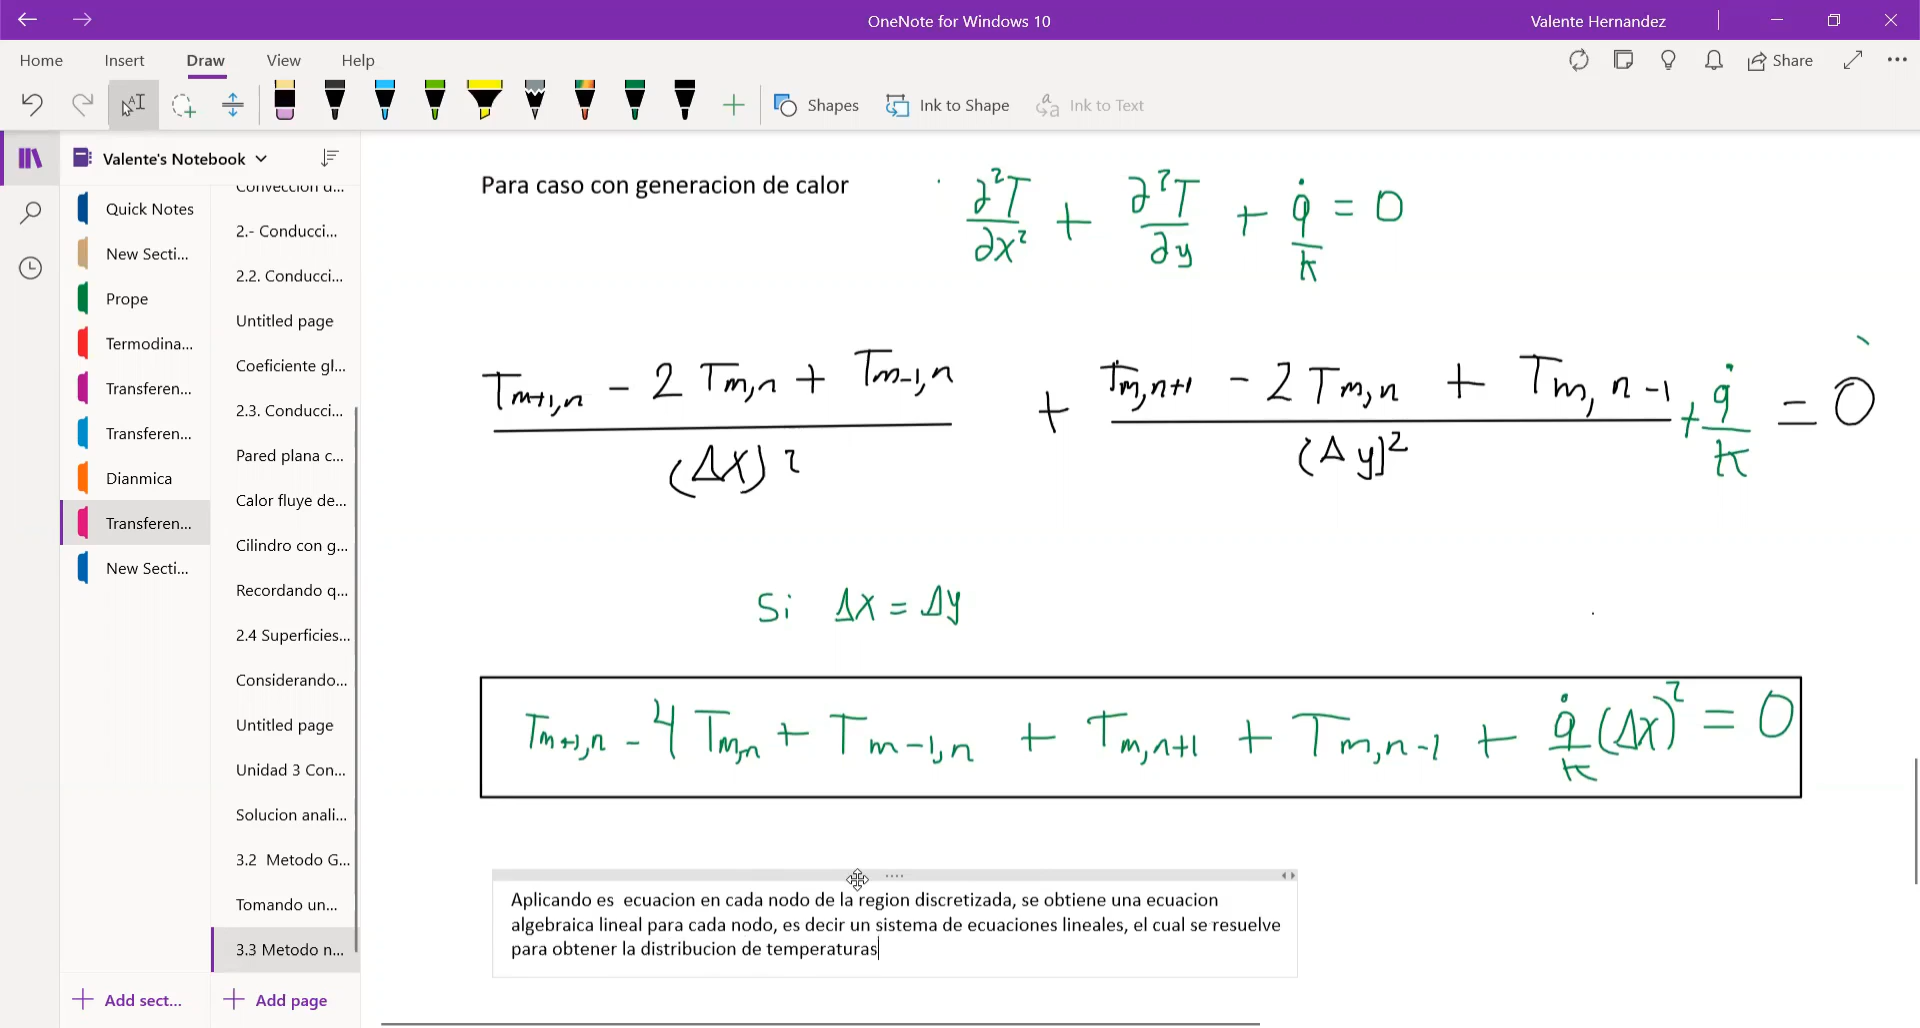 OneNote for Windows 10
Valente Hernandez
Home Insert Draw View Help
Share
Shapes
Ink to Shape
Ink to Text
Valente's Notebook
Quick Notes
New Secti...
Prope
Termodina...
Transferen...
Transferen...
Dianmica
Transferen...
New Secti...
Add sect...
Conveccion d...
2.- Conducci...
2.2. Conducci...
Untitled page
Coeficiente gl...
2.3. Conducci...
Pared plana c...
Calor fluye de...
Cilindro con g...
Recordando q...
2.4 Superficies...
Considerando...
Untitled page
Unidad 3 Con...
Solucion anali...
3.2 Metodo G...
Tomando un...
3.3 Metodo n...
Add page
Para caso con generacion de calor
∂²T/∂x² + ∂²T/∂y + q̇/k = 0
(Tm+1,n - 2Tm,n + Tm-1,n)/(Δx)² + (Tm,n+1 - 2Tm,n + Tm,n-1)/(Δy)² + q̇/k = 0
Si Δx = Δy
Tm+1,n - 4Tm,n + Tm-1,n + Tm,n+1 + Tm,n-1 + q̇/k (Δx)² = 0
Aplicando es ecuacion en cada nodo de la region discretizada, se obtiene una ecuacion
algebraica lineal para cada nodo, es decir un sistema de ecuaciones lineales, el cual se resuelve
para obtener la distribucion de temperaturas